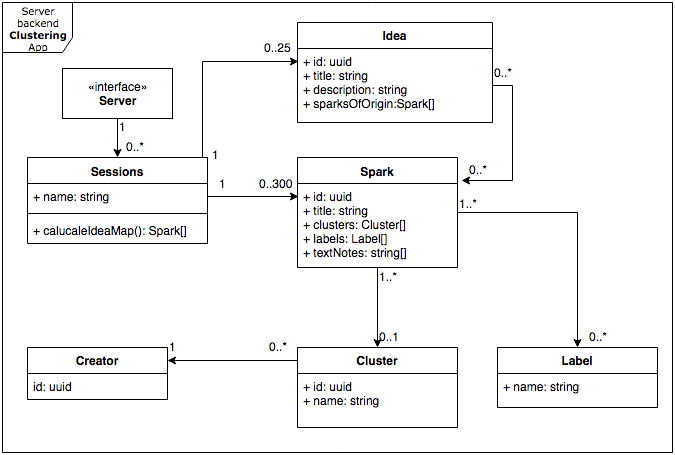 Server
backend
Clustering
App
Idea
+ id: uuid
+ title: string
+ description: string
+ sparksOfOrigin:Spark[]
0..25
0..*
«interface»
Server
1
0..*
1
0..*
Sessions
+ name: string
+ calucaleIdeaMap(): Spark[]
1
0..300
Spark
+ id: uuid
+ title: string
+ clusters: Cluster[]
+ labels: Label[]
+ textNotes: string[]
1..*
1..*
0..1
0..*
1
0..*
Creator
id: uuid
Cluster
+ id: uuid
+ name: string
Label
+ name: string